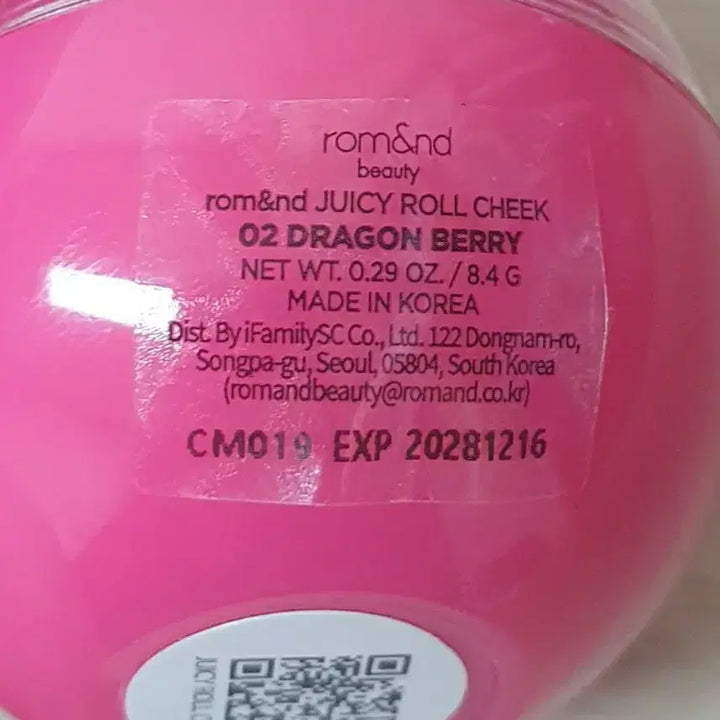 rom&nd
beauty
rom&nd JUICY ROLL CHEEK
02 DRAGON BERRY
NET WT. 0.29 OZ. / 8.4 G
MADE IN KOREA
Dist. By iFamilySC Co., Ltd. 122 Dongnam-ro,
Songpa-gu, Seoul, 05804, South Korea
(romandbeauty@romand.co.kr)
CM019 EXP 20281216
JUICY ROLL